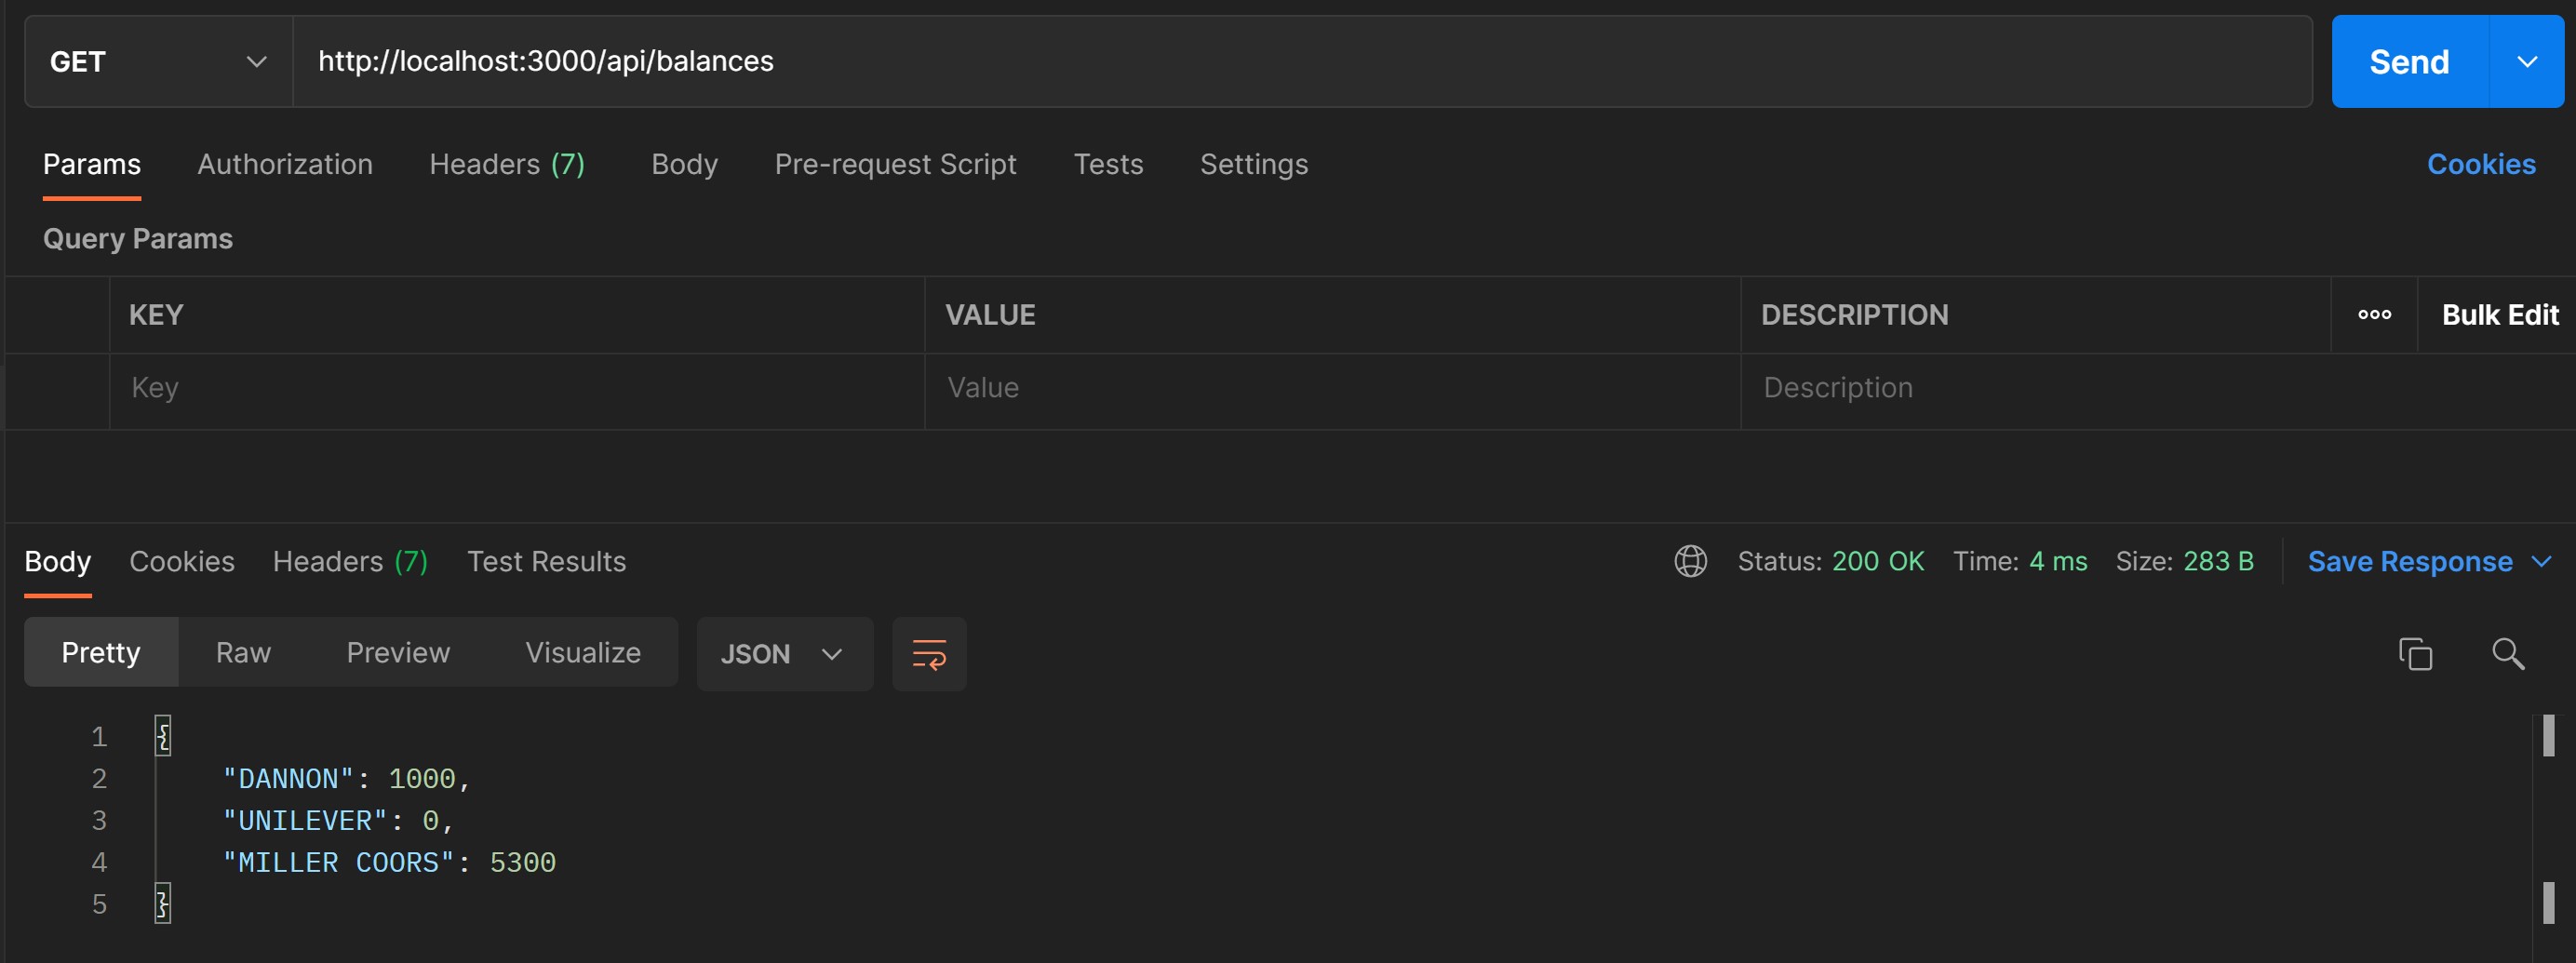 GET http://localhost:3000/api/balances Send
Params Authorization Headers (7) Body Pre-request Script Tests Settings Cookies
Query Params
KEY VALUE DESCRIPTION ooo Bulk Edit
Key Value Description
Body Cookies Headers (7) Test Results Status: 200 OK Time: 4 ms Size: 283 B Save Response
Pretty Raw Preview Visualize JSON
1 {
2 "DANNON": 1000,
3 "UNILEVER": 0,
4 "MILLER COORS": 5300
5 }